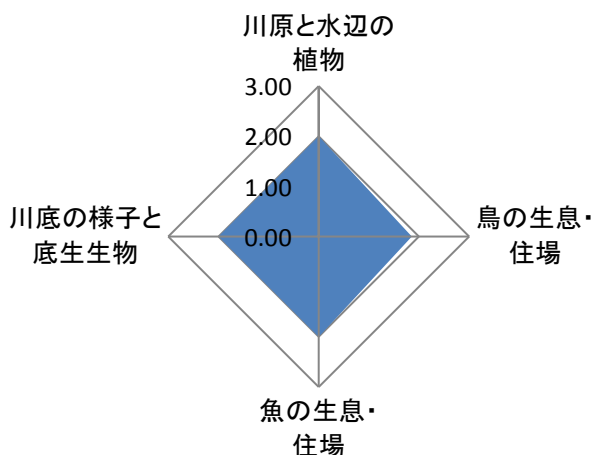 川原と水辺の
植物
3.00
2.00
1.00
0.00
鳥の生息・
住場
魚の生息・
住場
川底の様子と
底生生物